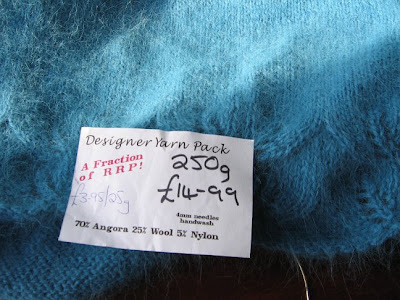 Designer Yarn Pack
A Fraction
of RRP!
250g
£3.95/25g
£14-99
4mm needles
handwash
70% Angora 25% Wool 5% Nylon